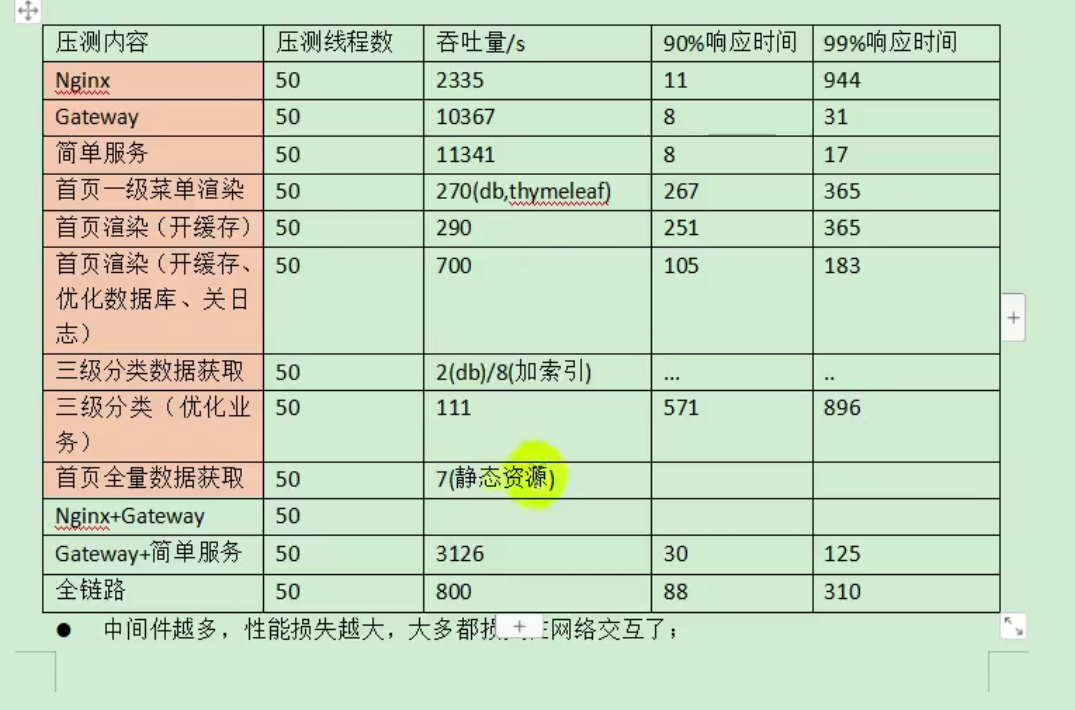 压测内容 压测线程数 吞吐量/s 90%响应时间 99%响应时间
Nginx 50 2335 11 944
Gateway 50 10367 8 31
简单服务 50 11341 8 17
首页一级菜单渲染 50 270(db,thymeleaf) 267 365
首页渲染（开缓存） 50 290 251 365
首页渲染（开缓存、 50 700 105 183
优化数据库、关日
志）
三级分类数据获取 50 2(db)/8(加索引) ... ..
三级分类（优化业 50 111 571 896
务）
首页全量数据获取 50 7(静态资源)
Nginx+Gateway 50
Gateway+简单服务 50 3126 30 125
全链路 50 800 88 310
● 中间件越多，性能损失越大，大多都损 网络交互了；